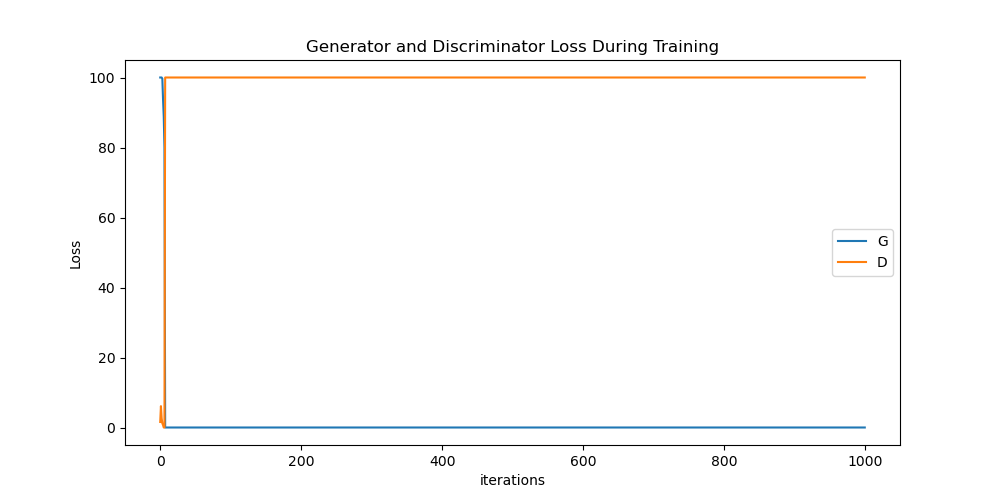 Generator and Discriminator Loss During Training
100
80
60
40
20
0
Loss
G
D
0 200 400 600 800 1000
iterations